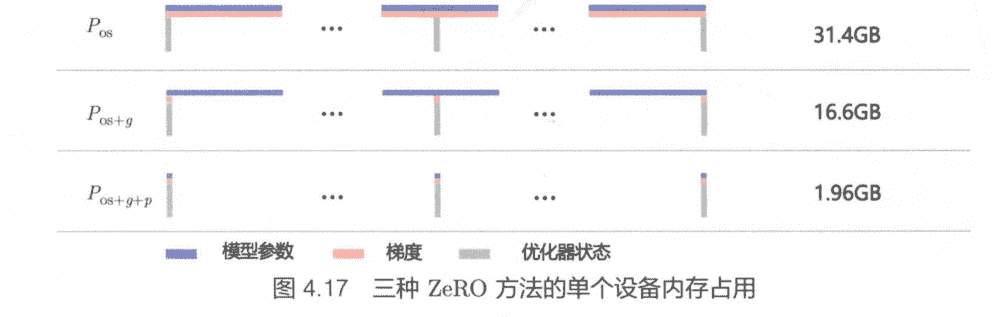 P_os ... ... 31.4GB
P_os+g ... ... 16.6GB
P_os+g+p ... ... 1.96GB
模型参数 梯度 优化器状态
图 4.17 三种 ZeRO 方法的单个设备内存占用